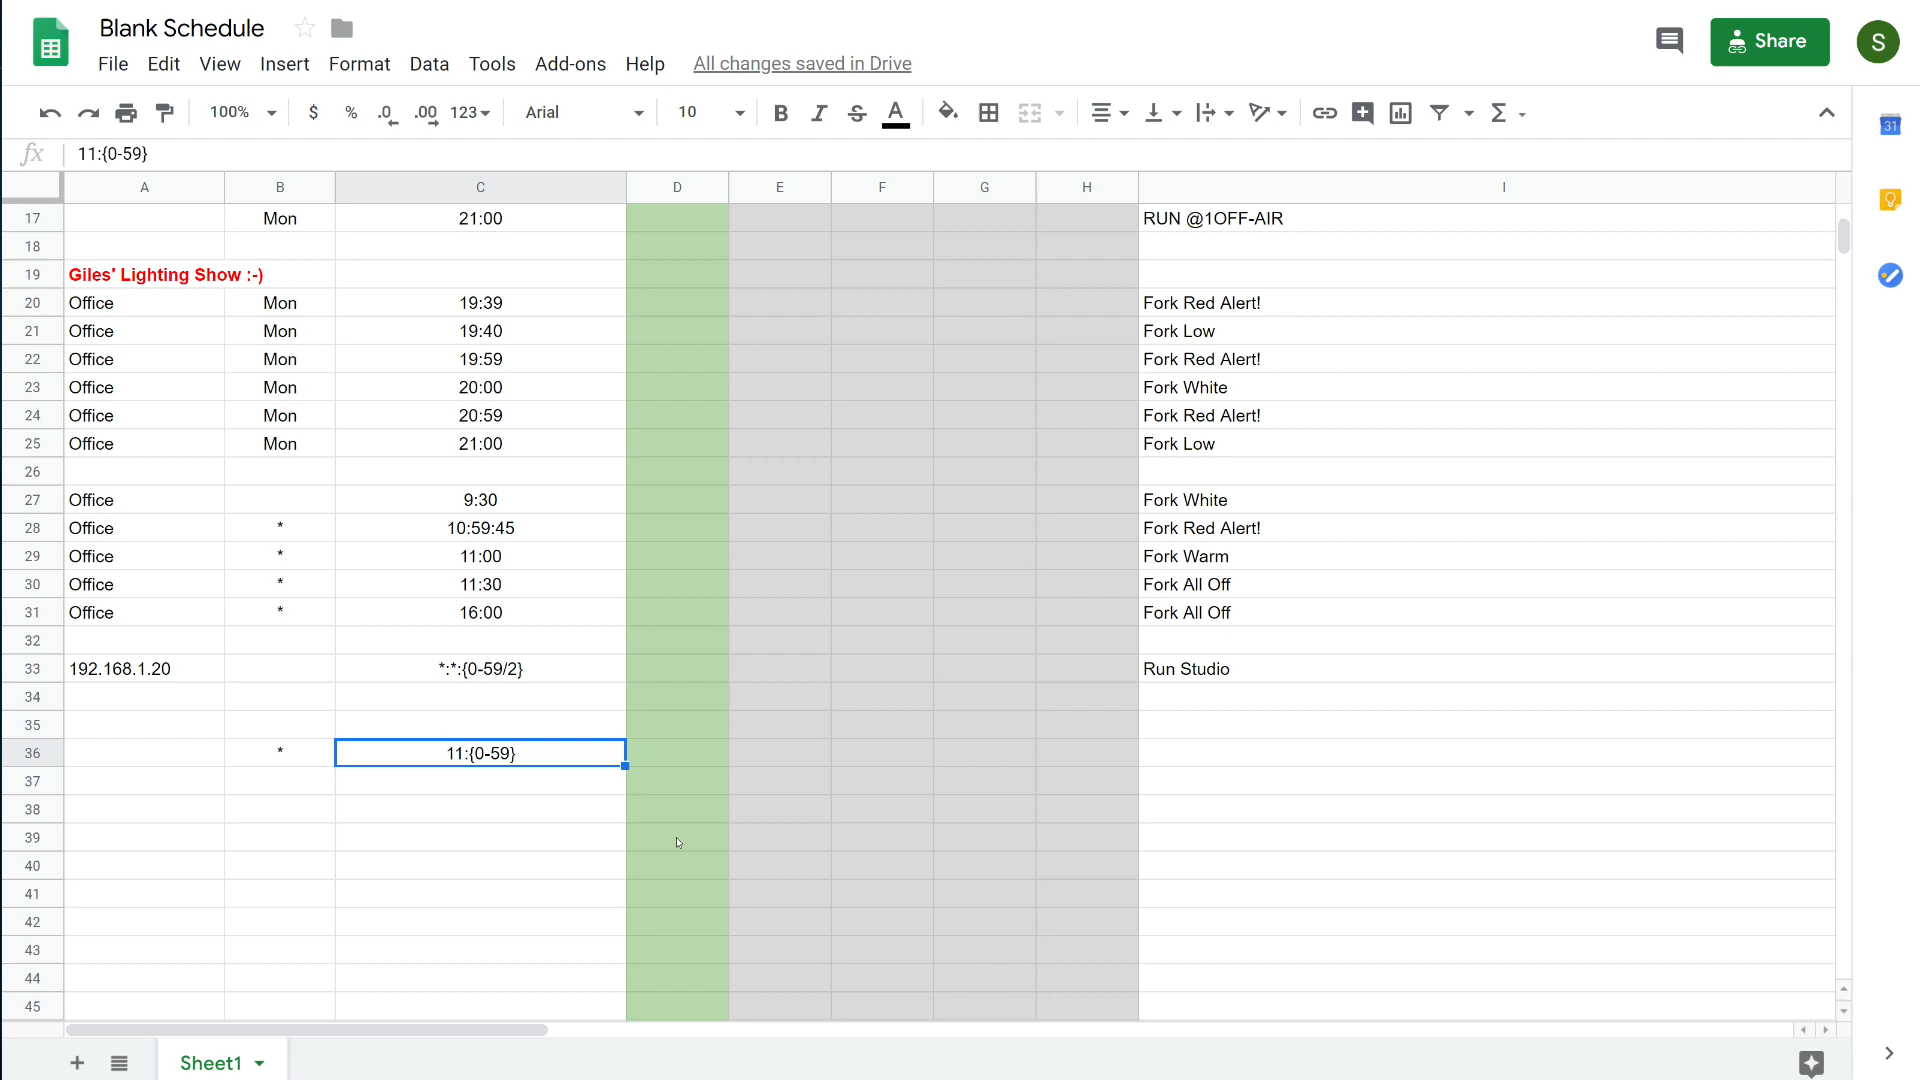 Blank Schedule
File Edit View Insert Format Data Tools Add-ons Help All changes saved in Drive
Share
S
100% $ % .0 .00 123 Arial 10 B I S A Σ
31
fx 11:{0-59}
A B C D E F G H I
17 Mon 21:00 RUN @1OFF-AIR
18
19 Giles' Lighting Show :-)
20 Office Mon 19:39 Fork Red Alert!
21 Office Mon 19:40 Fork Low
22 Office Mon 19:59 Fork Red Alert!
23 Office Mon 20:00 Fork White
24 Office Mon 20:59 Fork Red Alert!
25 Office Mon 21:00 Fork Low
26
27 Office 9:30 Fork White
28 Office * 10:59:45 Fork Red Alert!
29 Office * 11:00 Fork Warm
30 Office * 11:30 Fork All Off
31 Office * 16:00 Fork All Off
32
33 192.168.1.20 *:*:{0-59/2} Run Studio
34
35
36 * 11:{0-59}
37
38
39
40
41
42
43
44
45
Sheet1